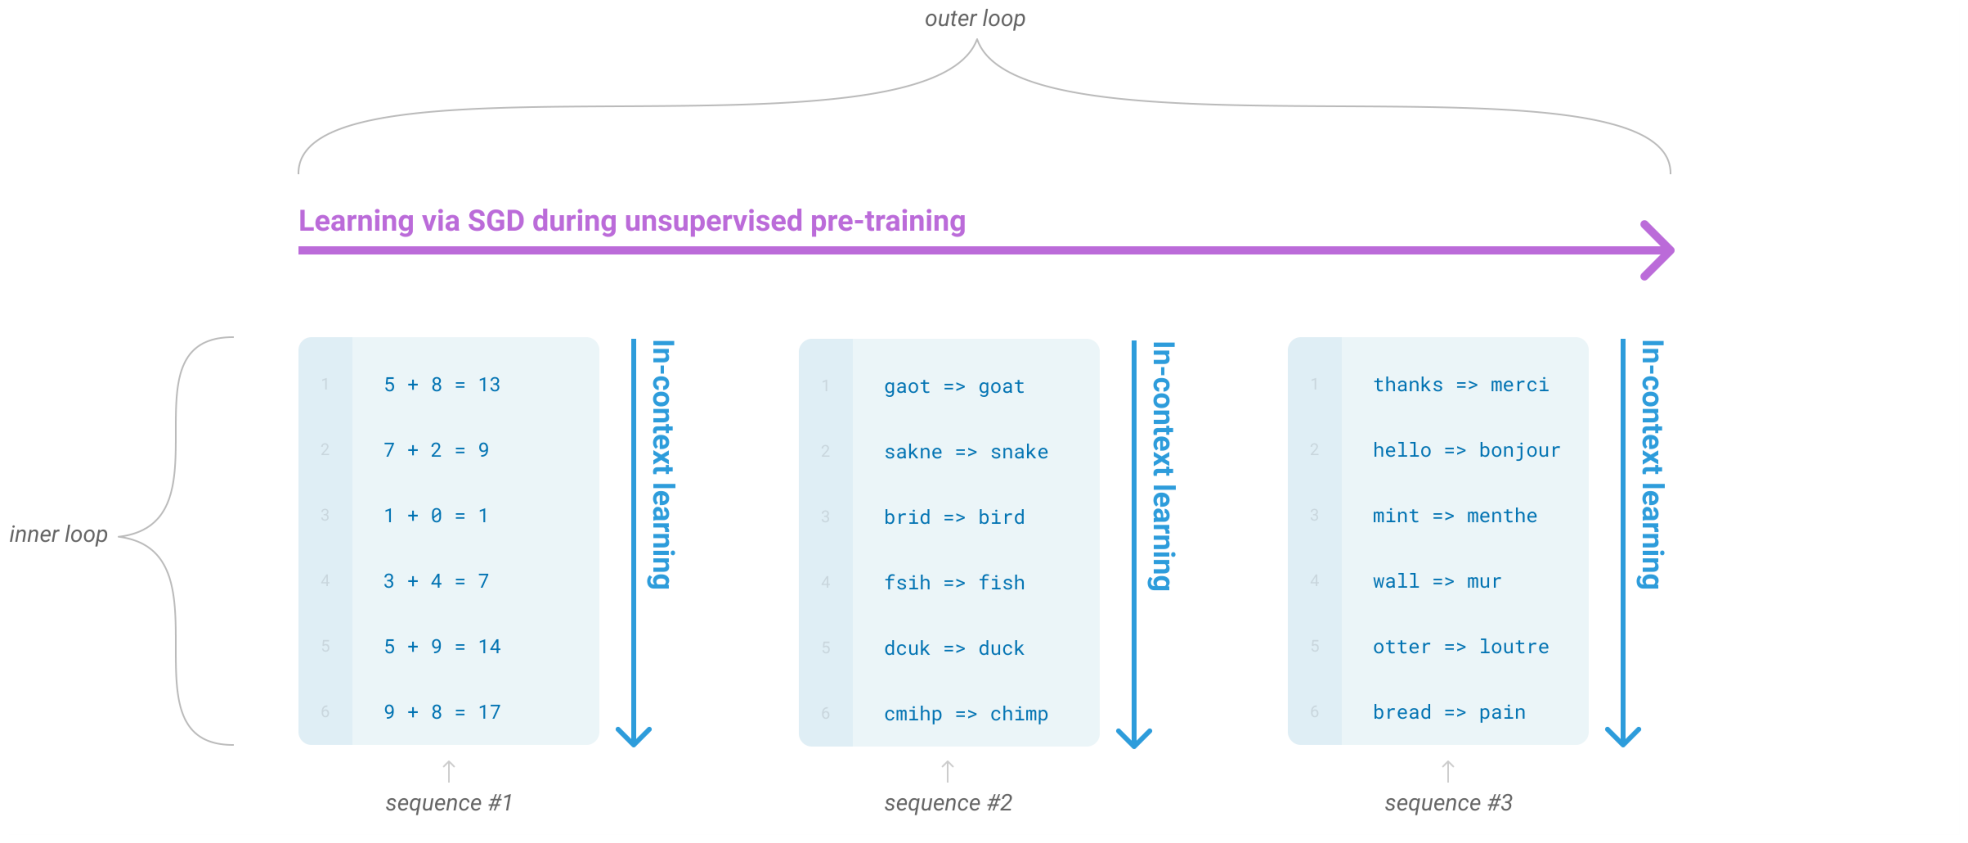 outer loop
Learning via SGD during unsupervised pre-training
inner loop
1 5 + 8 = 13
2 7 + 2 = 9
3 1 + 0 = 1
4 3 + 4 = 7
5 5 + 9 = 14
6 9 + 8 = 17
In-context learning
sequence #1
1 gaot => goat
2 sakne => snake
3 brid => bird
4 fsih => fish
5 dcuk => duck
6 cmihp => chimp
In-context learning
sequence #2
1 thanks => merci
2 hello => bonjour
3 mint => menthe
4 wall => mur
5 otter => loutre
6 bread => pain
In-context learning
sequence #3